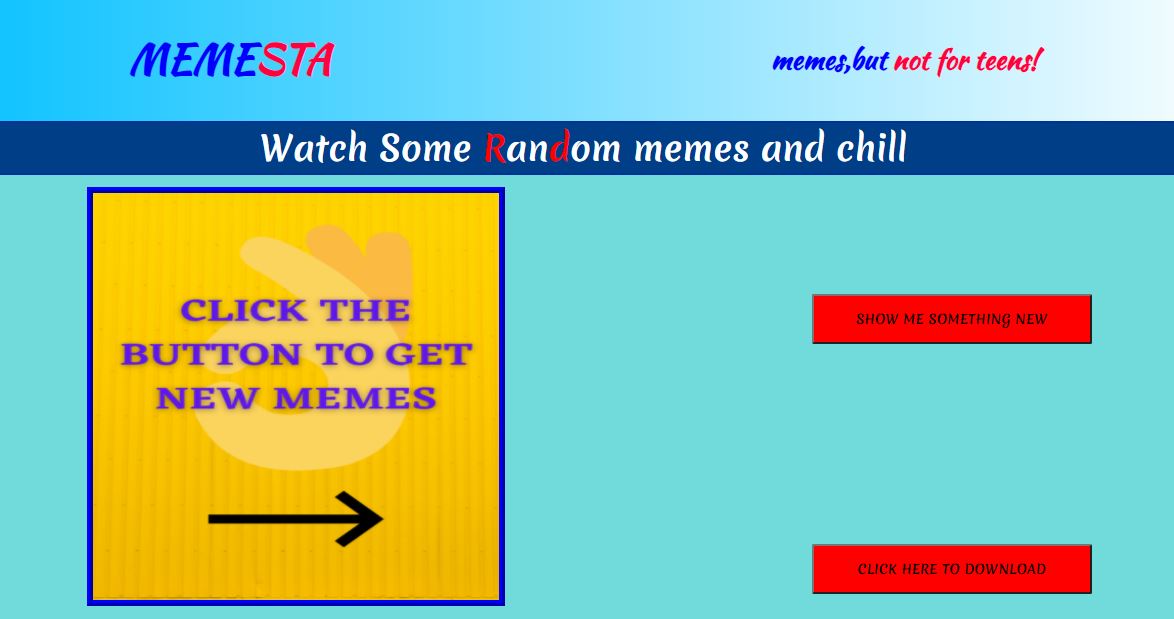 MEMESTA
memes,but not for teens!
Watch Some Random memes and chill
CLICK THE
BUTTON TO GET
NEW MEMES
SHOW ME SOMETHING NEW
CLICK HERE TO DOWNLOAD